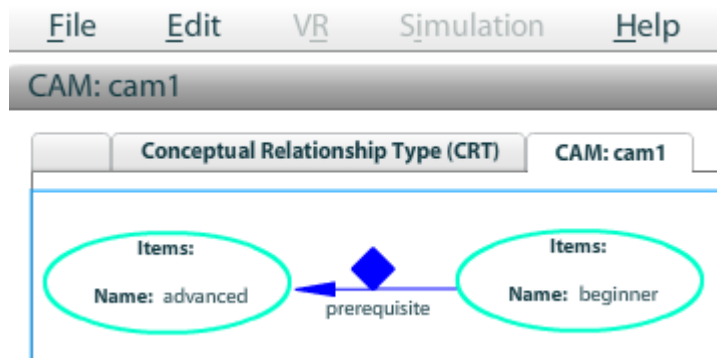 File Edit VR Simulation Help
CAM: cam1
Conceptual Relationship Type (CRT) CAM: cam1
Items: Items:
Name: advanced Name: beginner
prerequisite